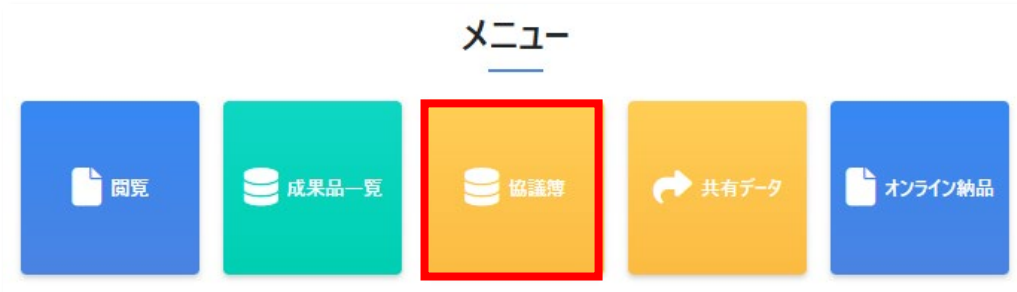 メニュー
閲覧
成果品一覧
協議簿
共有データ
オンライン納品